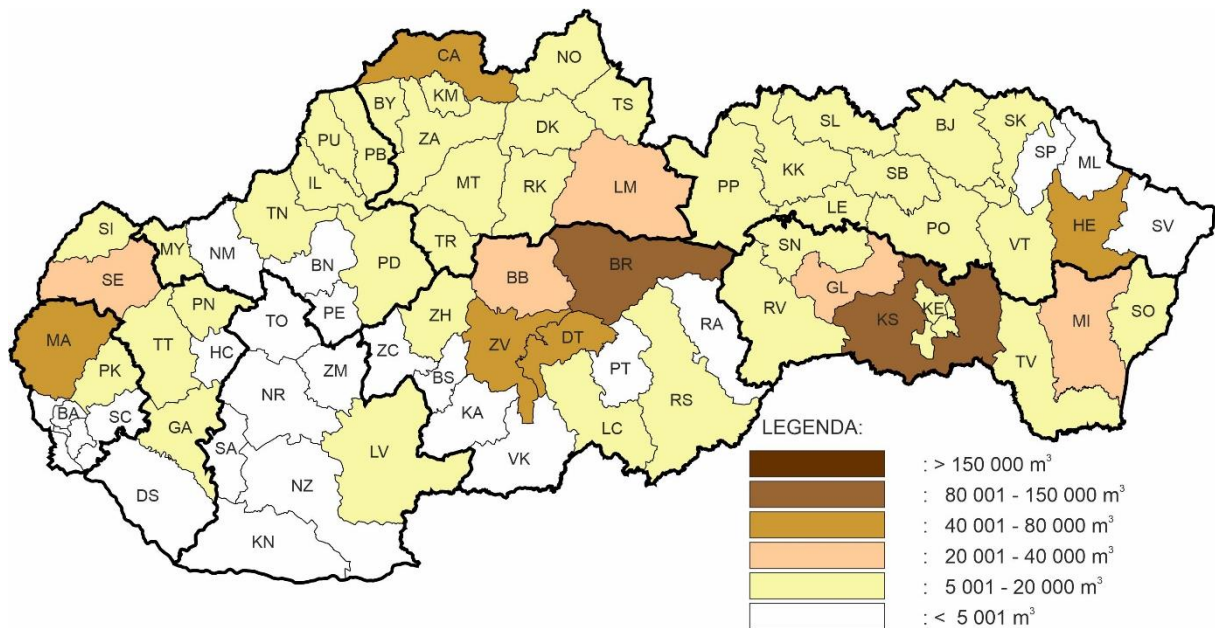 CA
NO
KM
BY
TS
PU
ZA
DK
PB
SL
BJ
SK
SP
ML
IL
MT
RK
LM
PP
KK
SB
TN
LE
SI
MY
NM
TR
PO
VT
HE
SV
BN
PD
SN
SE
BB
BR
GL
PN
PE
RV
KS
KE
MI
SO
TO
ZH
RA
MA
TT
HC
ZC
ZV
DT
PT
TV
PK
ZM
BS
NR
BA
SC
KA
RS
GA
LC
SA
LV
VK
NZ
DS
KN
LEGENDA:
: > 150 000 m³
: 80 001 - 150 000 m³
: 40 001 - 80 000 m³
: 20 001 - 40 000 m³
: 5 001 - 20 000 m³
: < 5 001 m³